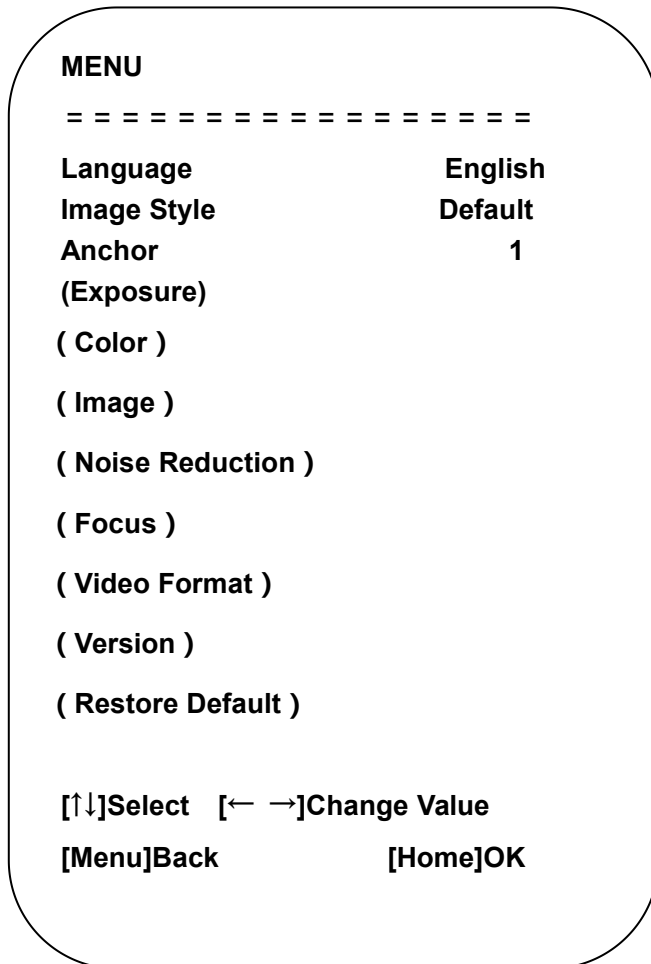 MENU
= = = = = = = = = = = = = = = = =
Language English
Image Style Default
Anchor 1
(Exposure)
( Color )
( Image )
( Noise Reduction )
( Focus )
( Video Format )
( Version )
( Restore Default )
[↑↓]Select [← →]Change Value
[Menu]Back [Home]OK